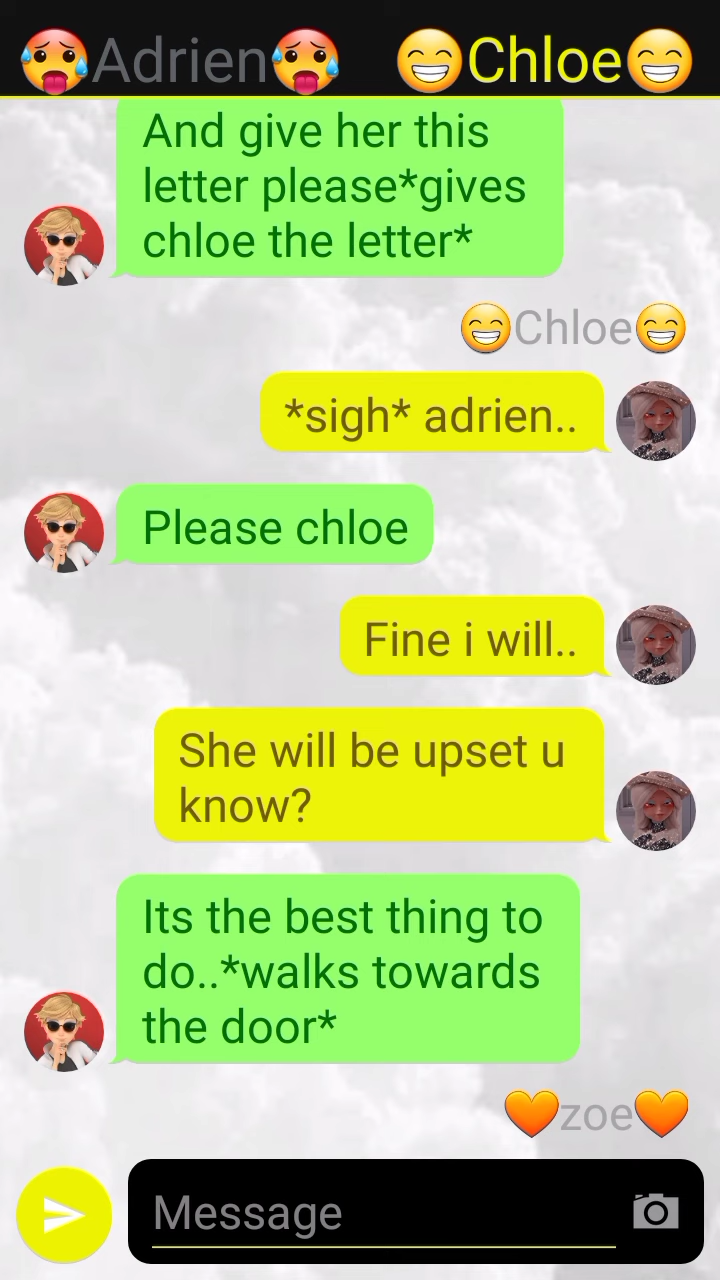 🥵Adrien🥵 😁Chloe😁
And give her this
letter please*gives
chloe the letter*
😁Chloe😁
*sigh* adrien..
Please chloe
Fine i will..
She will be upset u
know?
Its the best thing to
do..*walks towards
the door*
🧡zoe🧡
Message